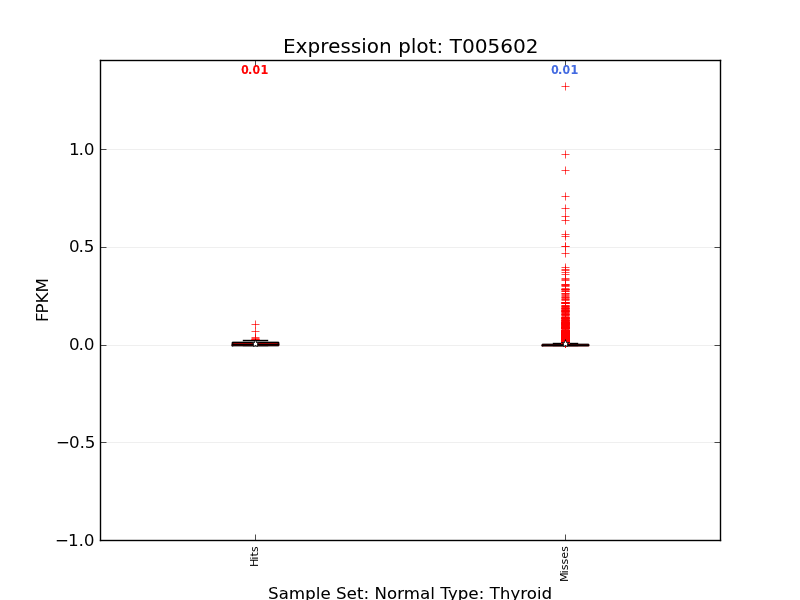 Expression plot: T005602
0.01
0.01
1.0
0.5
0.0
−0.5
−1.0
FPKM
Hits
Misses
Sample Set: Normal Type: Thyroid